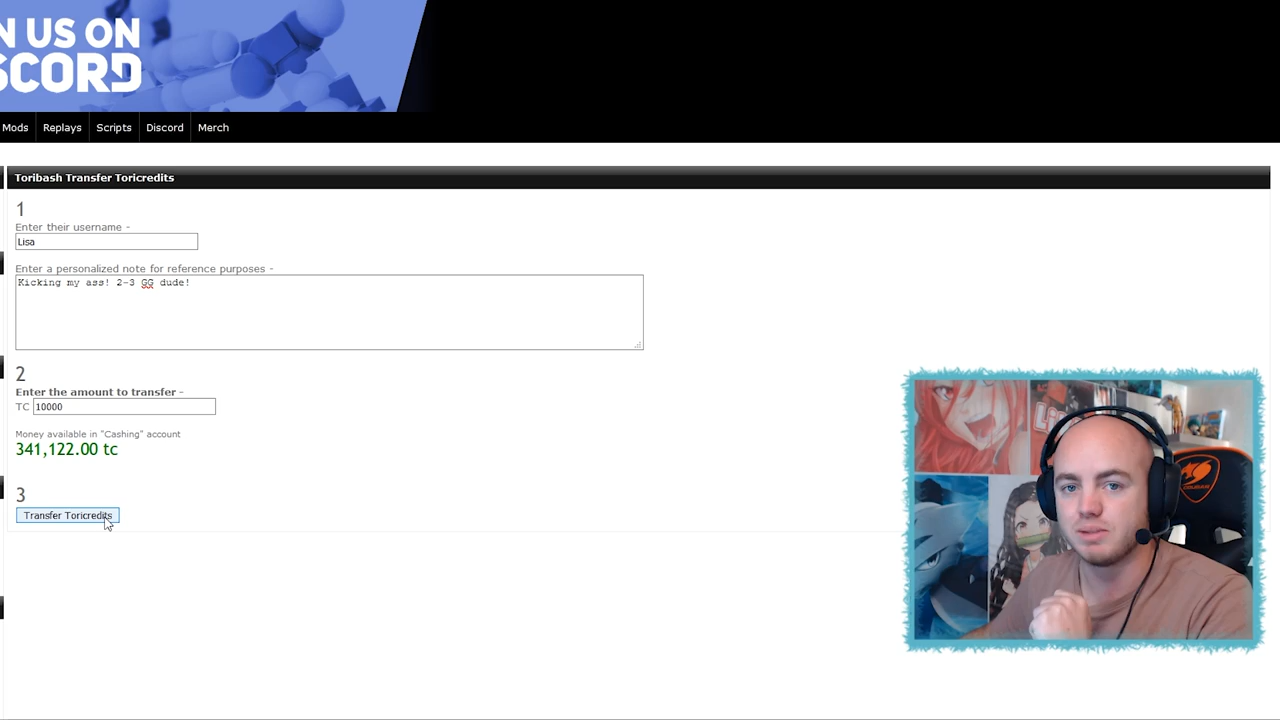 N US ON
SCORD
Mods Replays Scripts Discord Merch
Toribash Transfer Toricredits
1
Enter their username -
Lisa
Enter a personalized note for reference purposes -
Kicking my ass! 2-3 GG dude!
2
Enter the amount to transfer -
TC 10000
Money available in "Cashing" account
341,122.00 tc
3
Transfer Toricredits